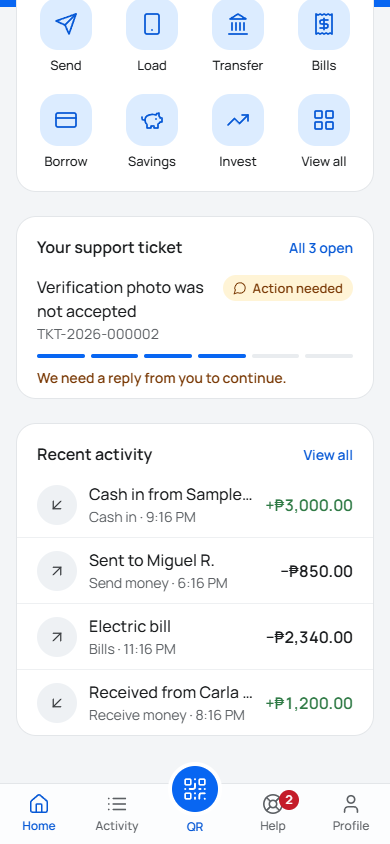 Send
Load
Transfer
Bills
Borrow
Savings
Invest
View all
Your support ticket
All 3 open
Verification photo was
not accepted
Action needed
TKT-2026-000002
We need a reply from you to continue.
Recent activity
View all
Cash in from Sample...
+₱3,000.00
Cash in · 9:16 PM
Sent to Miguel R.
−₱850.00
Send money · 6:16 PM
Electric bill
−₱2,340.00
Bills · 11:16 PM
Received from Carla ...
+₱1,200.00
Receive money · 8:16 PM
2
Home
Activity
QR
Help
Profile